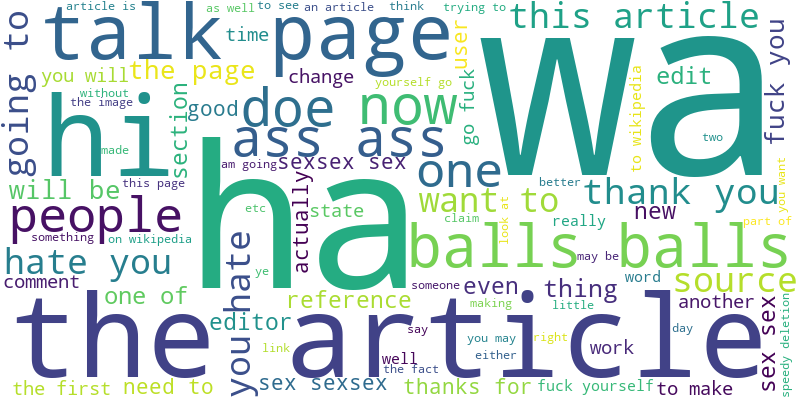 article is
as well
to see
an article
think
trying to
talk page
this article
wa
time
user
going to
you will
the page
change
yourself go
edit
fuck you
without
the image
section
good
doe
now
go fuck
to wikipedia
hi
ass ass
two
made
ha
am going
sexsex sex
one
you want
this page
will be
actually
want to
better
thank you
people
etc
state
claim
look at
really
new
part of
something
on wikipedia
balls balls
hate you
you hate
ye
may be
comment
someone
even
thing
word
source
one of
reference
making
little
another
the article
editor
say
you may
right
work
day
sex sex
speedy deletion
link
well
either
the first
need to
sex sexsex
the fact
thanks for
fuck yourself
to make